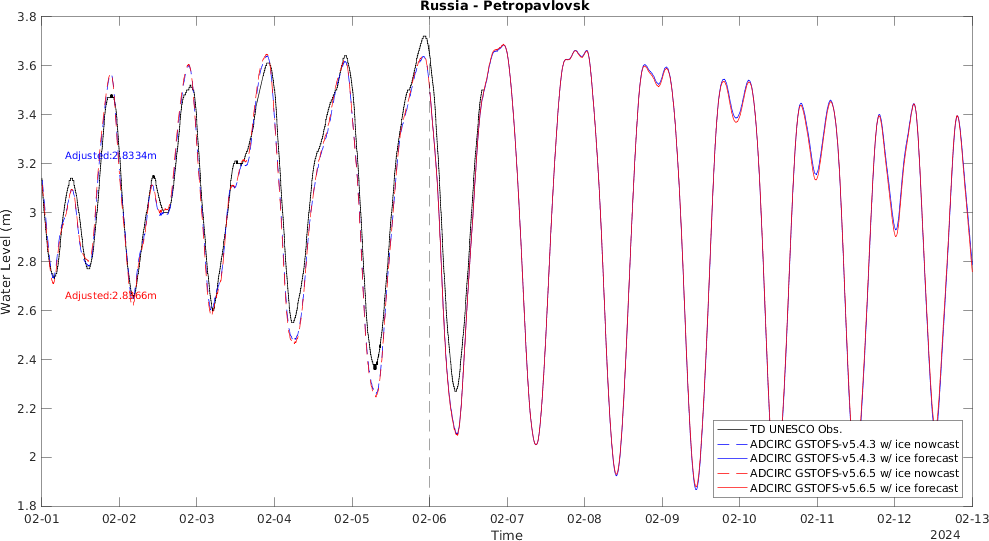 Russia - Petropavlovsk
3.8
3.6
3.4
3.2
3
2.8
2.6
2.4
2.2
2
1.8
Water Level (m)
Adjusted:2.8334m
Adjusted:2.8366m
TD UNESCO Obs.
ADCIRC GSTOFS-v5.4.3 w/ ice nowcast
ADCIRC GSTOFS-v5.4.3 w/ ice forecast
ADCIRC GSTOFS-v5.6.5 w/ ice nowcast
ADCIRC GSTOFS-v5.6.5 w/ ice forecast
02-01 02-02 02-03 02-04 02-05 02-06 02-07 02-08 02-09 02-10 02-11 02-12 02-13
Time
2024